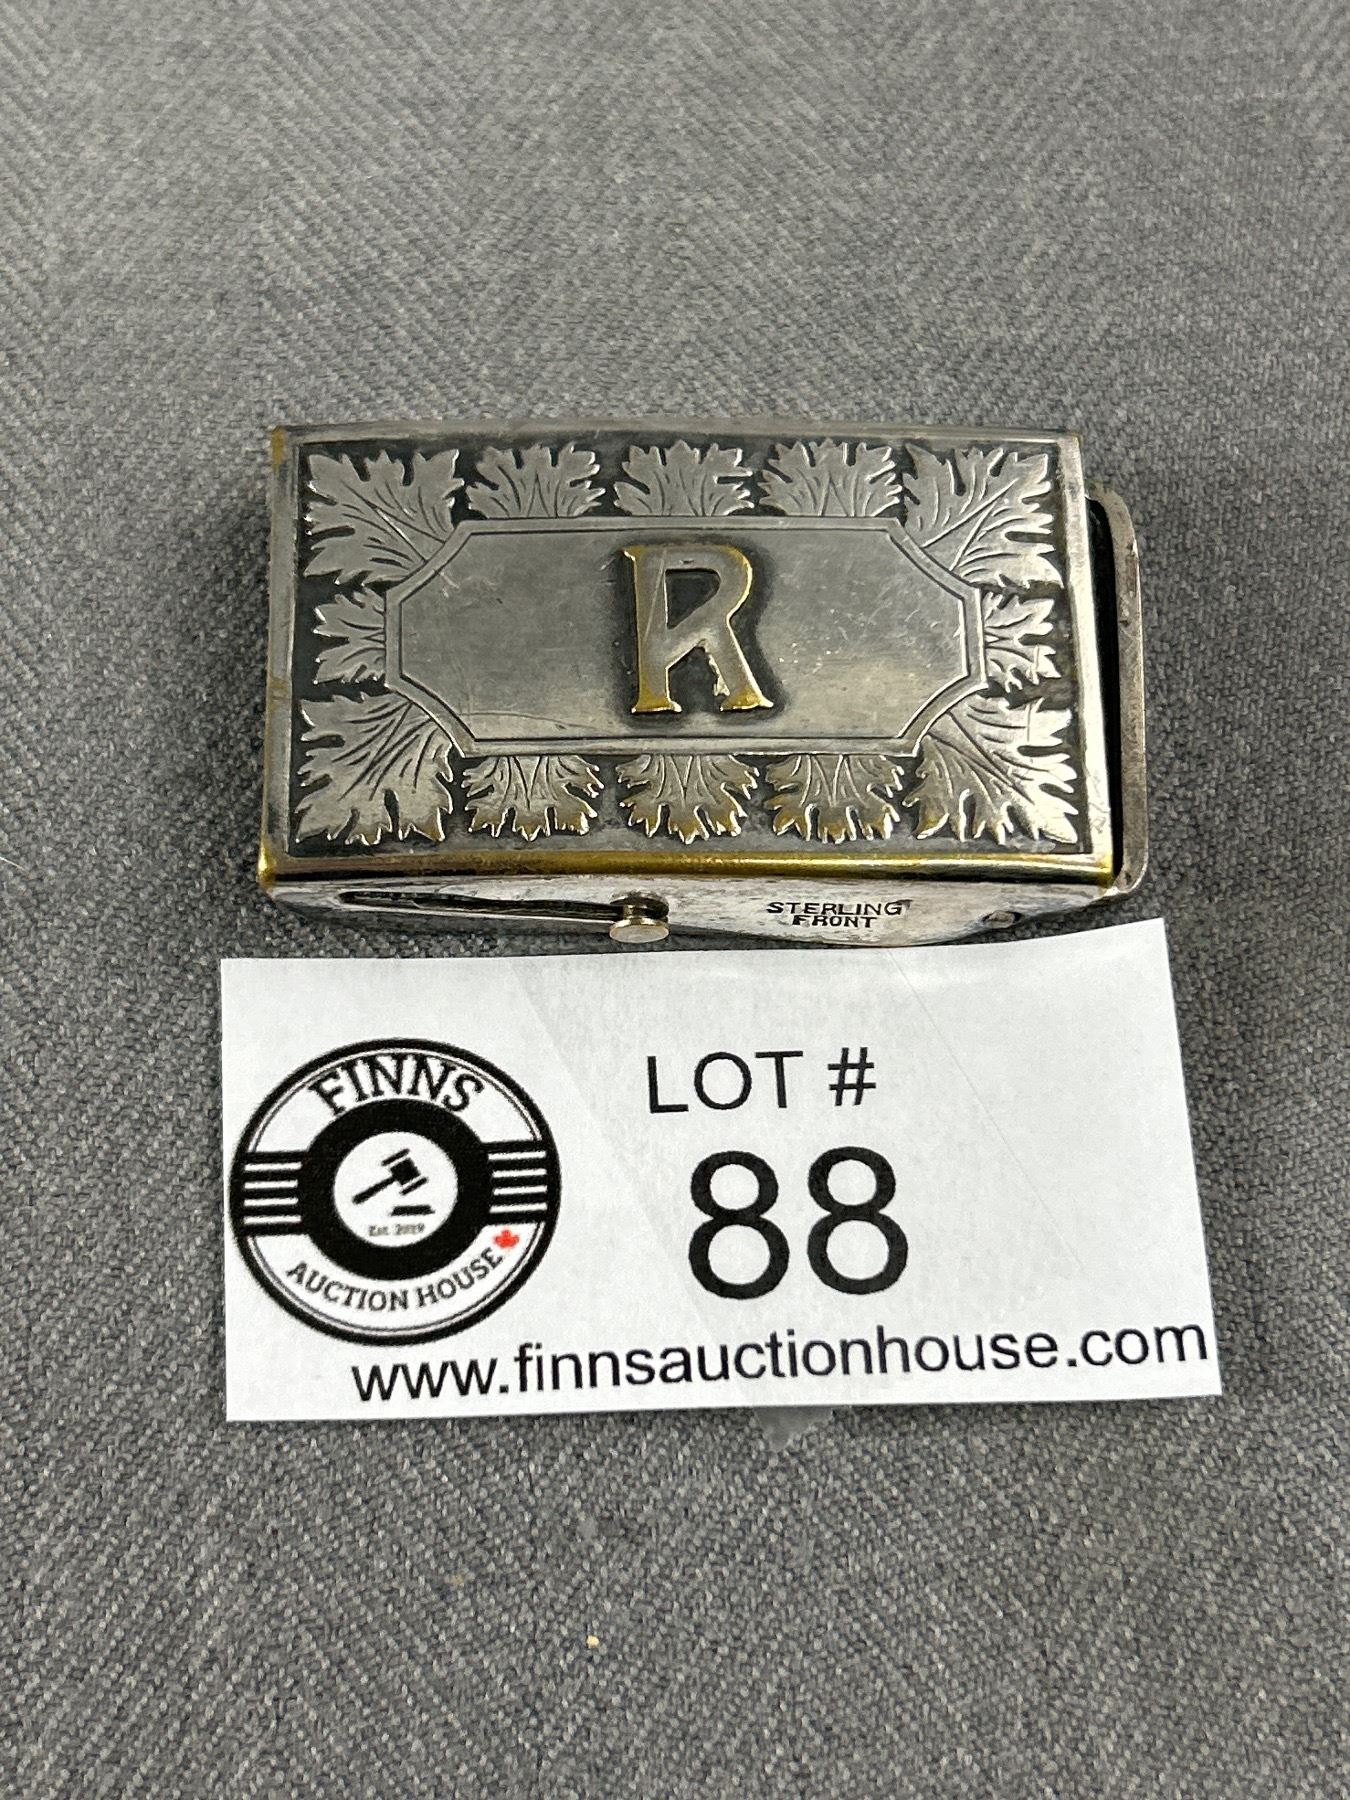 R
STERLING
FRONT
FINNS
Est. 2019
AUCTION HOUSE
LOT #
88
www.finnsauctionhouse.com